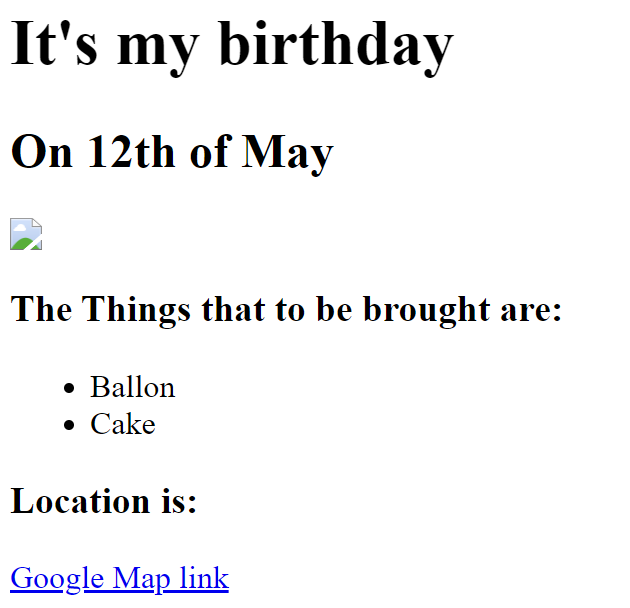 It's my birthday
On 12th of May
The Things that to be brought are:
Ballon
Cake
Location is:
Google Map link